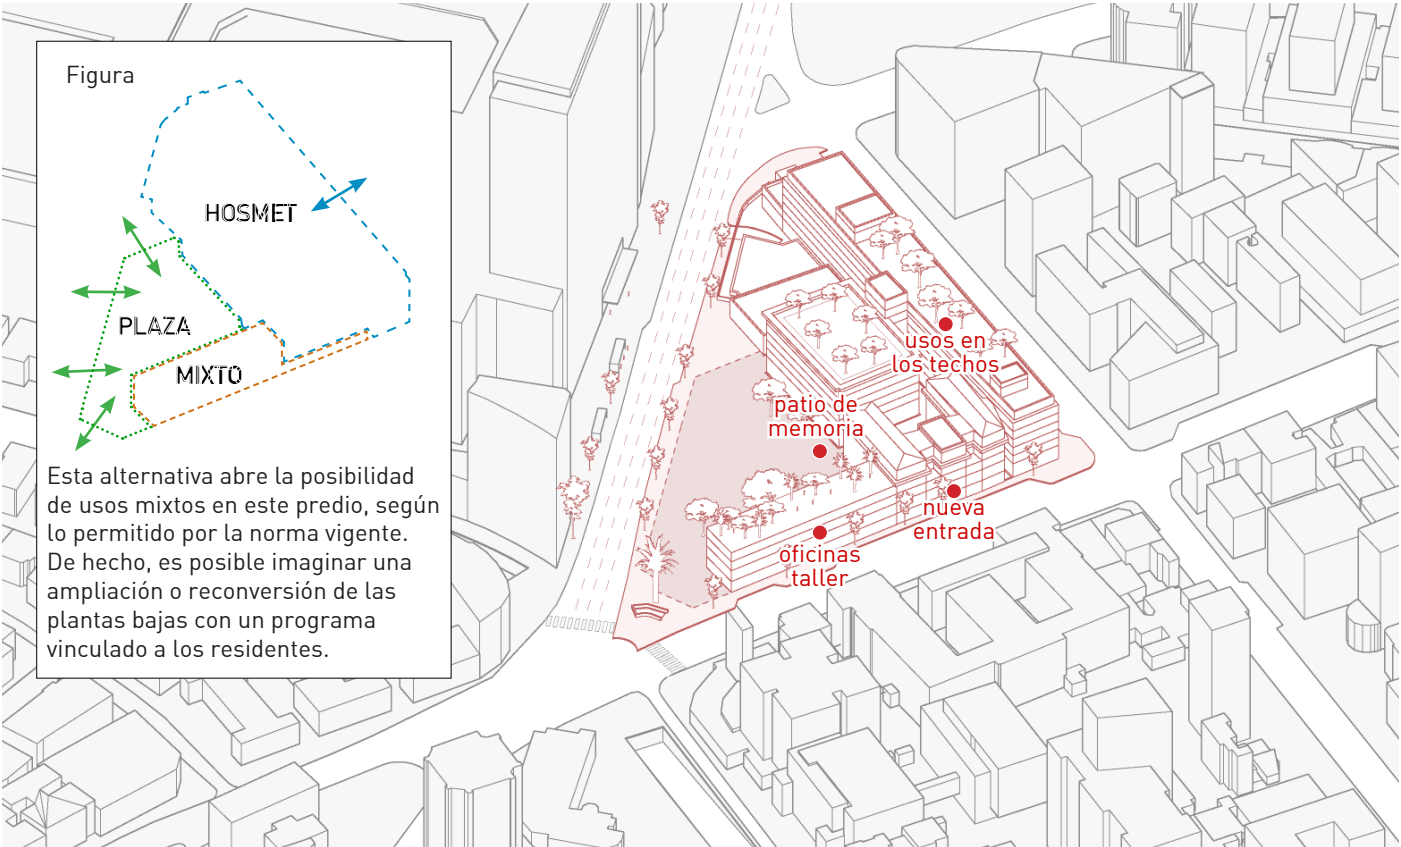 Figura
HOSMET
PLAZA
MIXTO
Esta alternativa abre la posibilidad
de usos mixtos en este predio, según
lo permitido por la norma vigente.
De hecho, es posible imaginar una
ampliación o reconversión de las
plantas bajas con un programa
vinculado a los residentes.
usos en
los techos
patio de
memoria
nueva
entrada
oficinas
taller